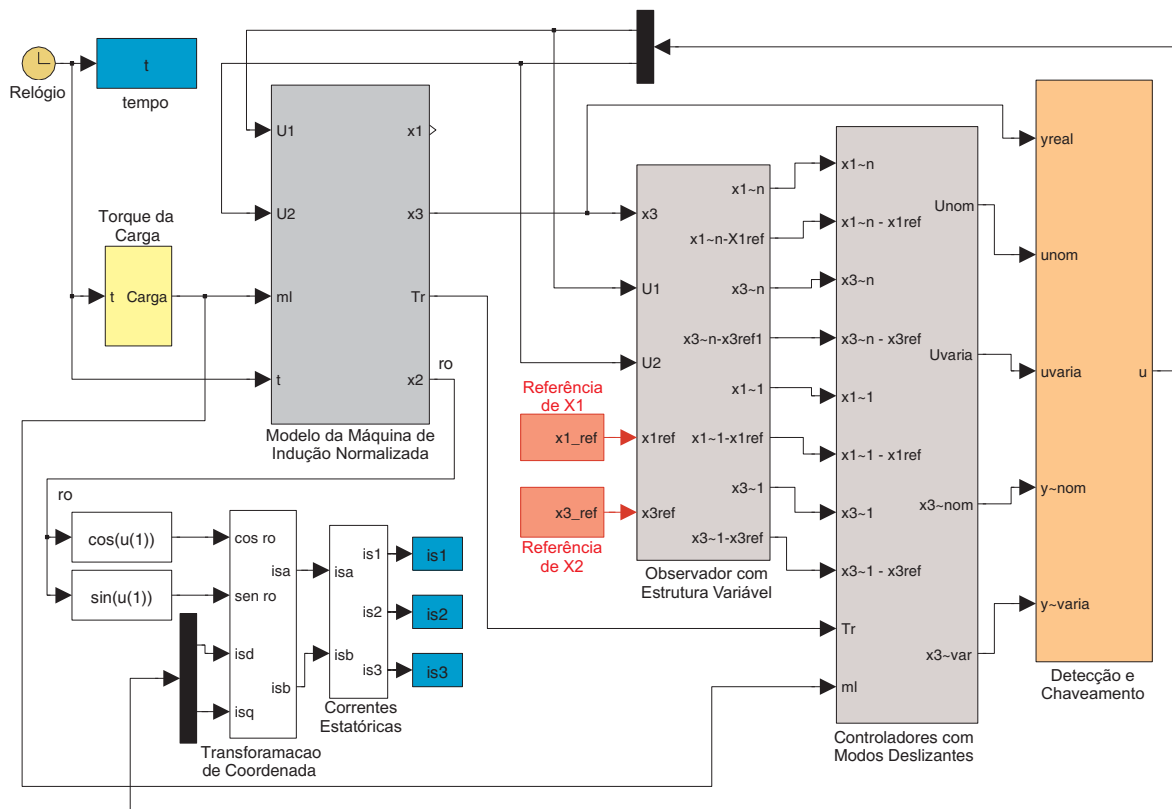 Relógio
t
tempo
Torque da
Carga
t
Carga
U1
U2
ml
t
x1
x3
Tr
x2
ro
Modelo da Máquina de
Indução Normalizada
ro
cos(u(1))
sin(u(1))
cos ro
sen ro
isd
isq
isa
isb
Transforamacao
de Coordenada
isa
isb
is1
is2
is3
Correntes
Estatóricas
is1
is2
is3
Referência
de X1
x1_ref
x3_ref
Referência
de X2
x3
U1
U2
x1ref
x3ref
x1~n
x1~n-X1ref
x3~n
x3~n-x3ref1
x1~1
x1~1-x1ref
x3~1
x3~1-x3ref
Observador com
Estrutura Variável
x1~n
x1~n - x1ref
x3~n
x3~n - x3ref
x1~1
x1~1 - x1ref
x3~1
x3~1 - x3ref
Tr
ml
Unom
Uvaria
x3~nom
x3~var
Controladores com
Modos Deslizantes
yreal
unom
uvaria
y~nom
y~varia
u
Detecção e
Chaveamento